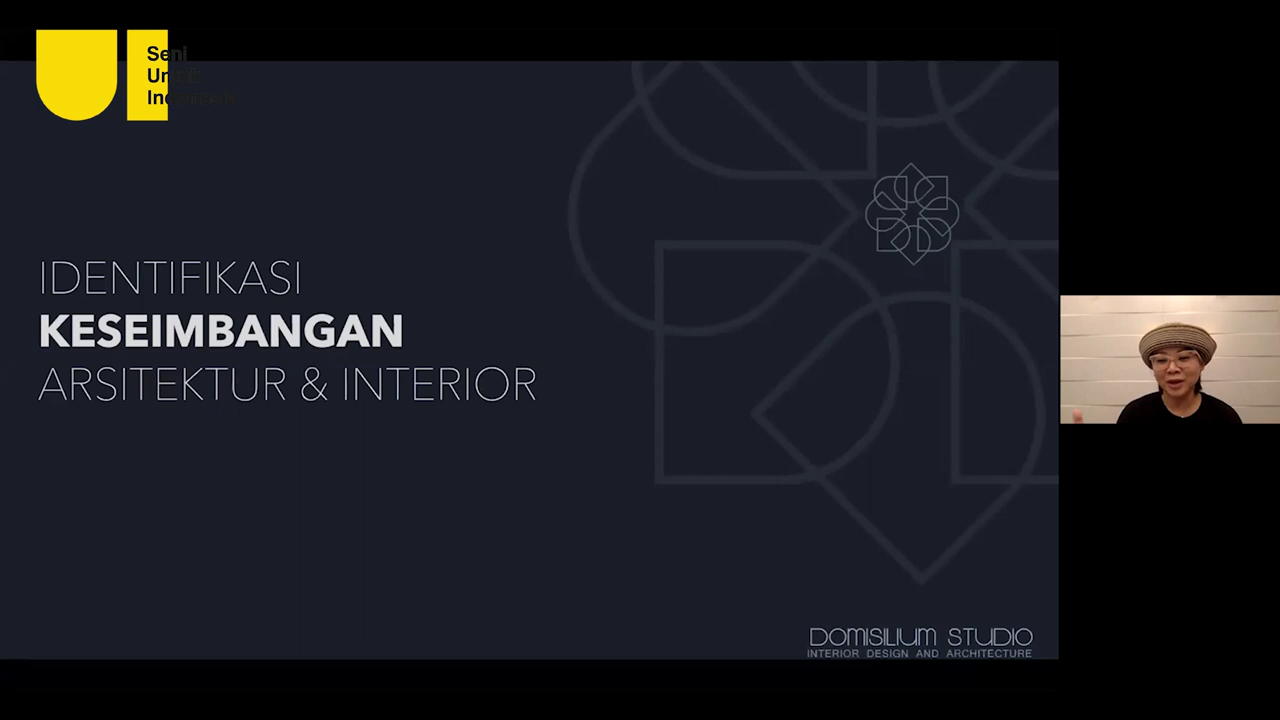 Seni
IDENTIFIKASI
KESEIMBANGAN
ARSITEKTUR & INTERIOR
DOMISILIUM STUDIO
INTERIOR DESIGN AND ARCHITECTURE